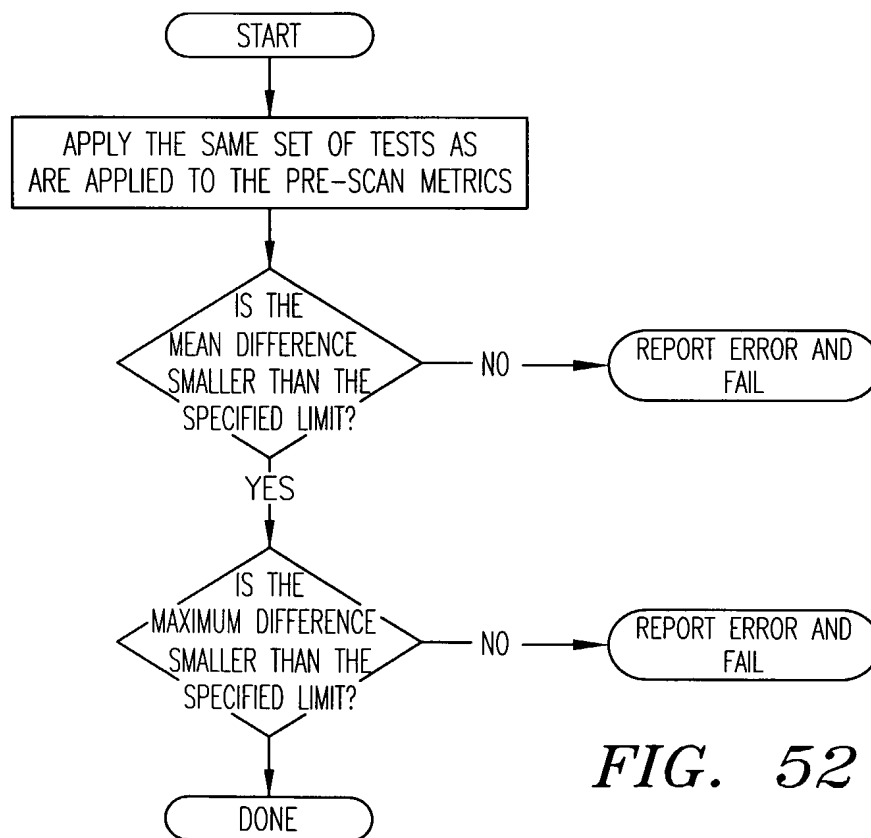 START
APPLY THE SAME SET OF TESTS AS
ARE APPLIED TO THE PRE-SCAN METRICS
IS THE
MEAN DIFFERENCE
SMALLER THAN THE
SPECIFIED LIMIT?
NO
REPORT ERROR AND
FAIL
YES
IS THE
MAXIMUM DIFFERENCE
SMALLER THAN THE
SPECIFIED LIMIT?
NO
REPORT ERROR AND
FAIL
DONE
FIG. 52